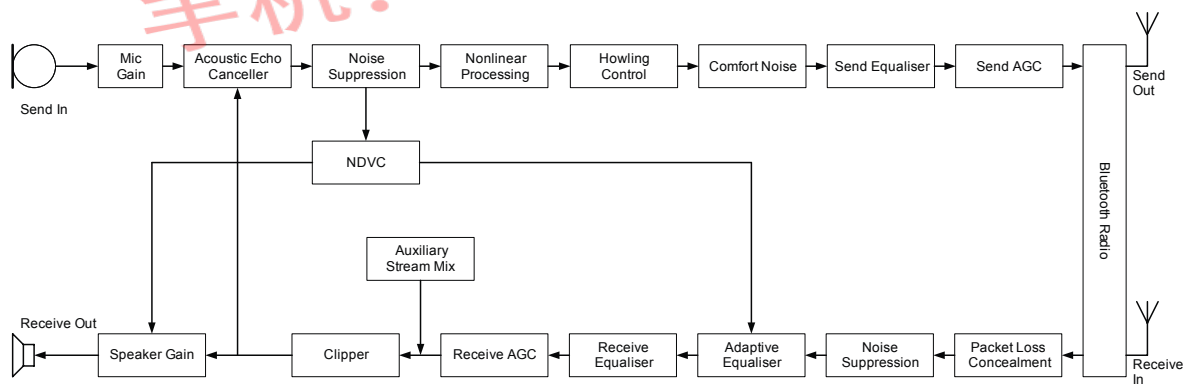 手机:
Mic
Gain
Acoustic Echo
Canceller
Noise
Suppression
Nonlinear
Processing
Howling
Control
Comfort Noise
Send Equaliser
Send AGC
Send
Out
Send In
NDVC
Bluetooth Radio
Auxiliary
Stream Mix
Receive Out
Speaker Gain
Clipper
Receive AGC
Receive
Equaliser
Adaptive
Equaliser
Noise
Suppression
Packet Loss
Concealment
Receive
In